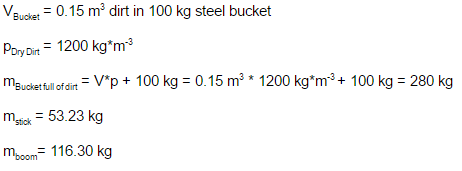 V_Bucket = 0.15 m³ dirt in 100 kg steel bucket
p_Dry Dirt = 1200 kg*m⁻³
m_Bucket full of dirt = V*p + 100 kg = 0.15 m³ * 1200 kg*m⁻³ + 100 kg = 280 kg
m_stick = 53.23 kg
m_boom = 116.30 kg